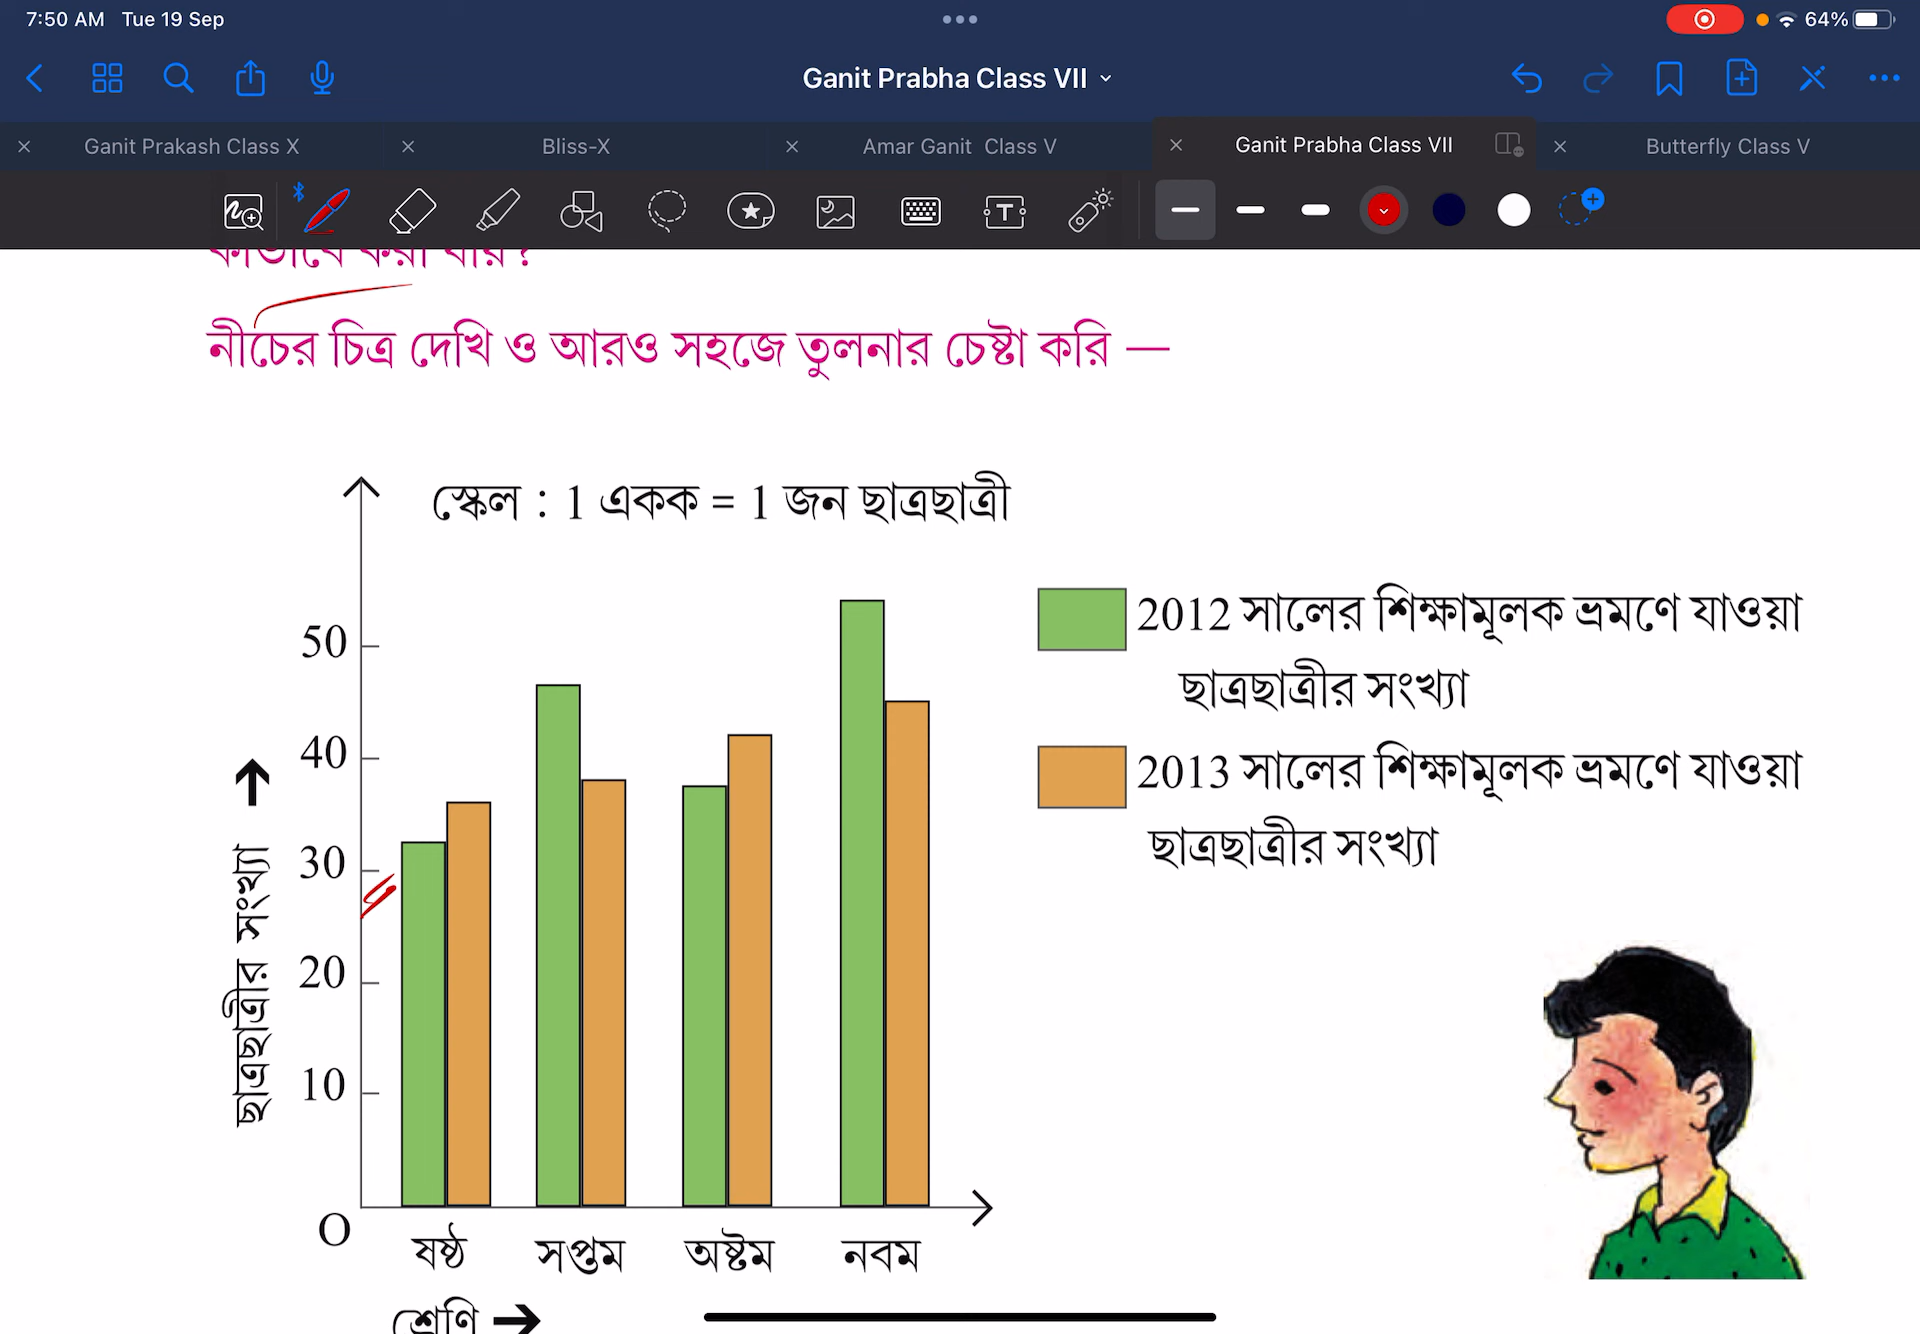 7:50 AM Tue 19 Sep
64%
Ganit Prabha Class VII
Ganit Prakash Class X
Bliss-X
Amar Ganit Class V
Ganit Prabha Class VII
Butterfly Class V
T
কীভাবে করা যায় ?
নীচের চিত্র দেখি ও আরও সহজে তুলনার চেষ্টা করি —
স্কেল : 1 একক = 1 জন ছাত্রছাত্রী
2012 সালের শিক্ষামূলক ভ্রমণে যাওয়া
ছাত্রছাত্রীর সংখ্যা
2013 সালের শিক্ষামূলক ভ্রমণে যাওয়া
ছাত্রছাত্রীর সংখ্যা
50
40
30
20
10
O
ছাত্রছাত্রীর সংখ্যা
ষষ্ঠ সপ্তম অষ্টম নবম
শ্রেণি